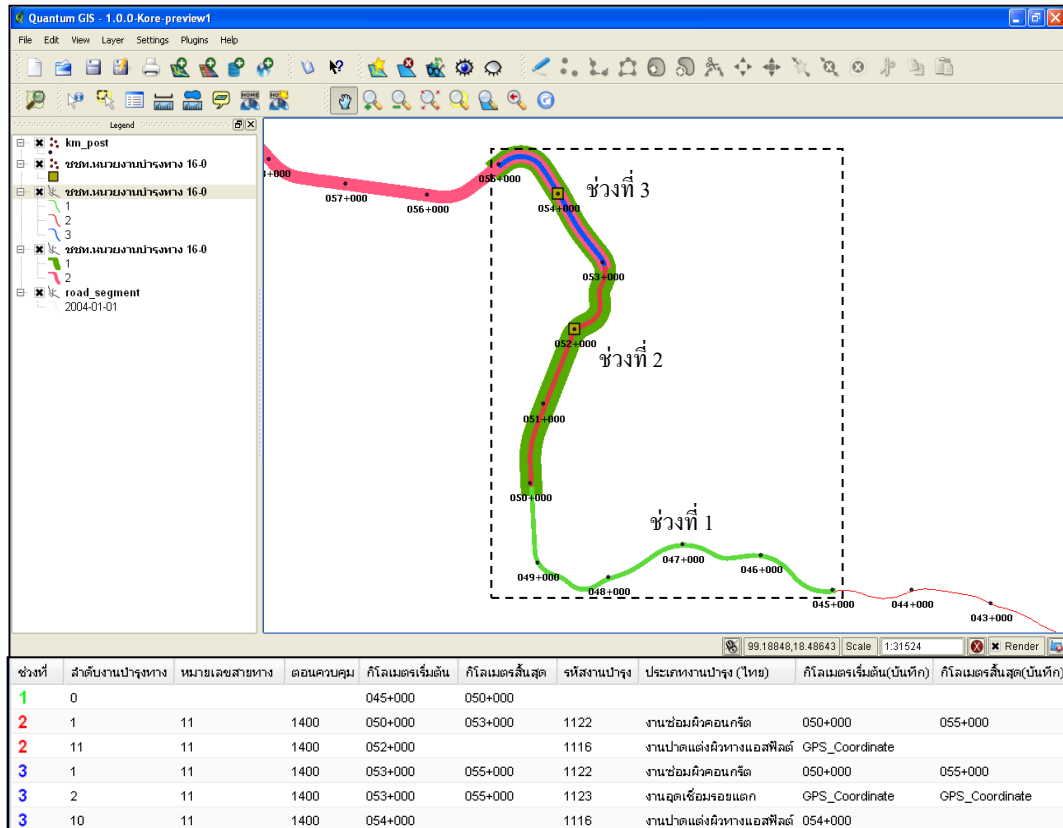 Quantum GIS - 1.0.0-Kore-preview1
File Edit View Layer Settings Plugins Help
Legend
km_post
ซชท.หนวยงานบำรุงทาง 16-0
ซชท.หนวยงานบำรุงทาง 16-0
1
2
3
ซชท.หนวยงานบำรุงทาง 16-0
1
2
road_segment
2004-01-01
057+000
056+000
055+000
054+000
ช่วงที่ 3
053+000
052+000
ช่วงที่ 2
051+000
050+000
ช่วงที่ 1
049+000
048+000
047+000
046+000
045+000
044+000
043+000
99.18848,18.48643 Scale 1:31524 Render
ช่วงที่ ลำดับงานบำรุงทาง หมายเลขสายทาง ตอนควบคุม กิโลเมตรเริ่มต้น กิโลเมตรสิ้นสุด รหัสงานบำรุง ประเภทงานบำรุง (ไทย) กิโลเมตรเริ่มต้น(บันทึก) กิโลเมตรสิ้นสุด(บันทึก)
1 0 045+000 050+000
2 1 11 1400 050+000 053+000 1122 งานซ่อมผิวคอนกรีต 050+000 055+000
2 11 11 1400 052+000 1116 งานปาดแต่งผิวทางแอสฟัลต์ GPS_Coordinate
3 1 11 1400 053+000 055+000 1122 งานซ่อมผิวคอนกรีต 050+000 055+000
3 2 11 1400 053+000 055+000 1123 งานอุดเชื่อมรอยแตก GPS_Coordinate GPS_Coordinate
3 10 11 1400 054+000 1116 งานปาดแต่งผิวทางแอสฟัลต์ 054+000